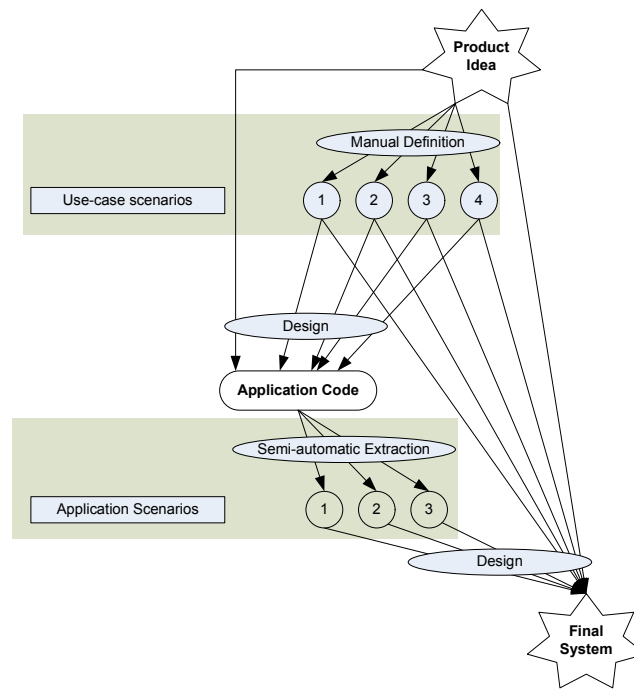 Product
Idea
Manual Definition
Use-case scenarios
1
2
3
4
Design
Application Code
Semi-automatic Extraction
Application Scenarios
1
2
3
Design
Final
System